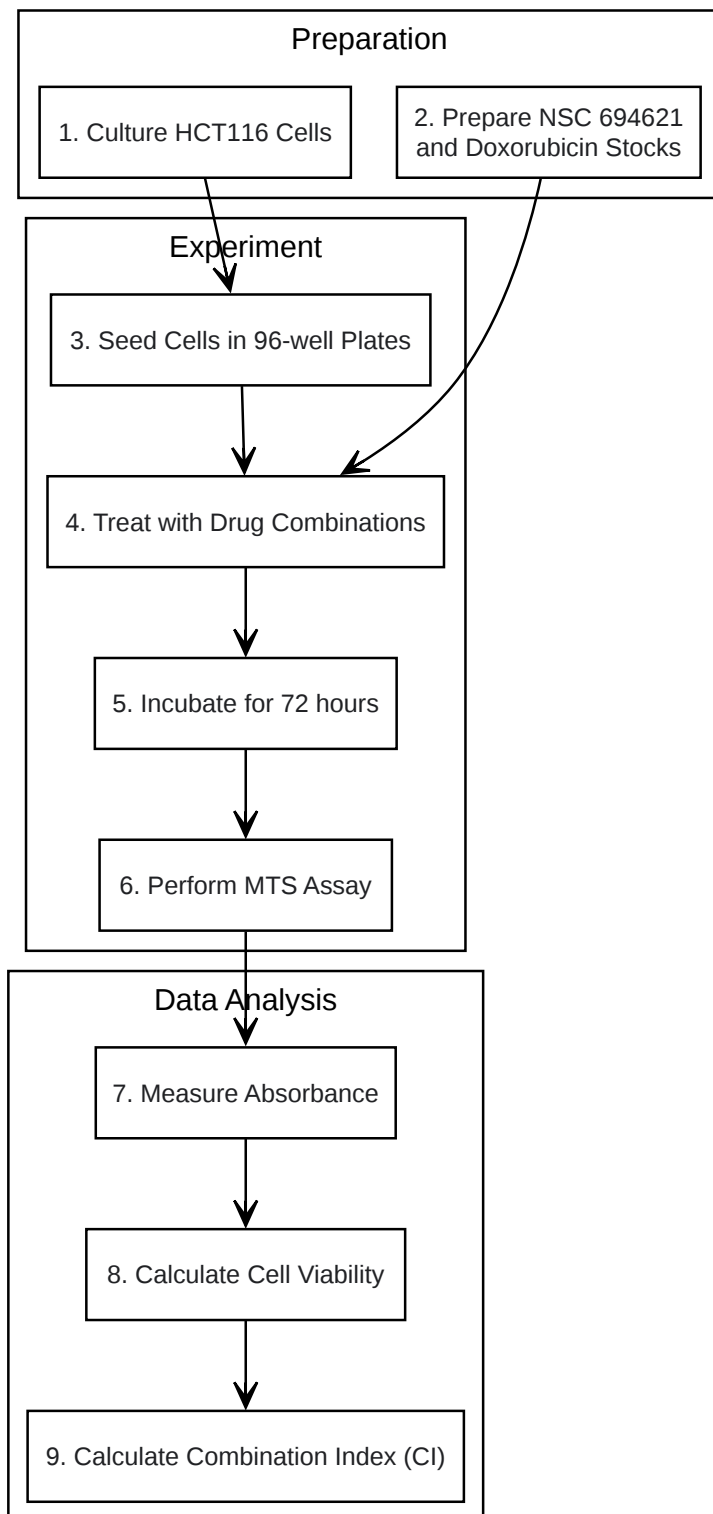 Preparation
1. Culture HCT116 Cells
2. Prepare NSC 694621
and Doxorubicin Stocks
Experiment
3. Seed Cells in 96-well Plates
4. Treat with Drug Combinations
5. Incubate for 72 hours
6. Perform MTS Assay
Data Analysis
7. Measure Absorbance
8. Calculate Cell Viability
9. Calculate Combination Index (CI)